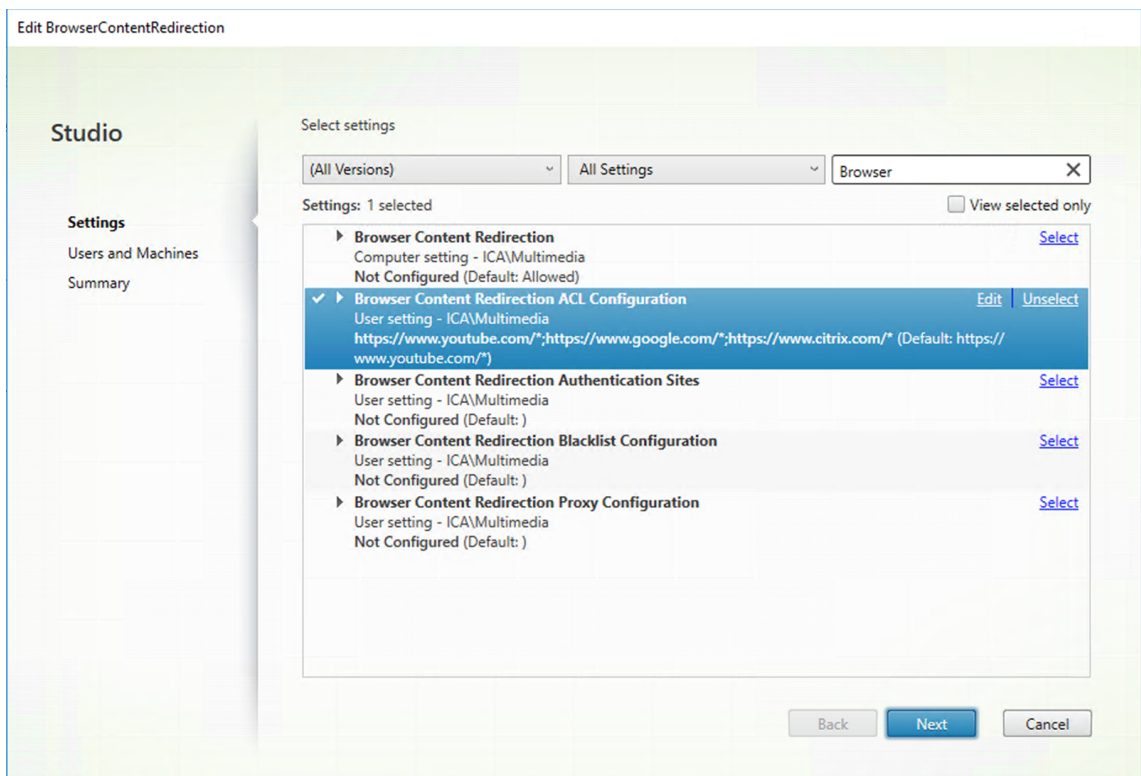 Edit BrowserContentRedirection
Studio
Settings
Users and Machines
Summary
Select settings
(All Versions)
All Settings
Browser
Settings: 1 selected
View selected only
Browser Content Redirection
Select
Computer setting - ICA\Multimedia
Not Configured (Default: Allowed)
Browser Content Redirection ACL Configuration
Edit
Unselect
User setting - ICA\Multimedia
https://www.youtube.com/*;https://www.google.com/*;https://www.citrix.com/* (Default: https://
www.youtube.com/*)
Browser Content Redirection Authentication Sites
Select
User setting - ICA\Multimedia
Not Configured (Default: )
Browser Content Redirection Blacklist Configuration
Select
User setting - ICA\Multimedia
Not Configured (Default: )
Browser Content Redirection Proxy Configuration
Select
User setting - ICA\Multimedia
Not Configured (Default: )
Back
Next
Cancel